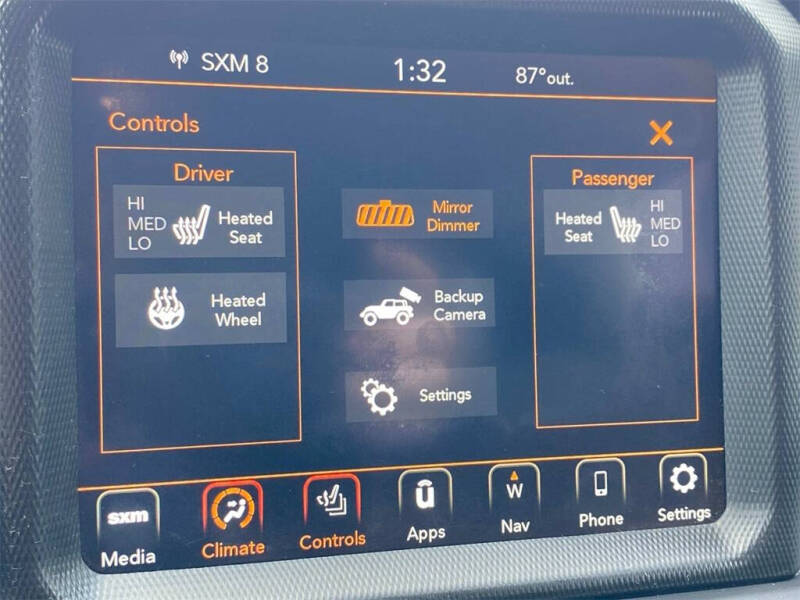 SXM 8 1:32 87°out.
Controls
Driver
HI
MED
LO
Heated
Seat
Heated
Wheel
Mirror
Dimmer
Backup
Camera
Settings
Passenger
Heated
Seat
HI
MED
LO
sxm
Media
Climate
Controls
u
Apps
W
Nav
Phone
Settings